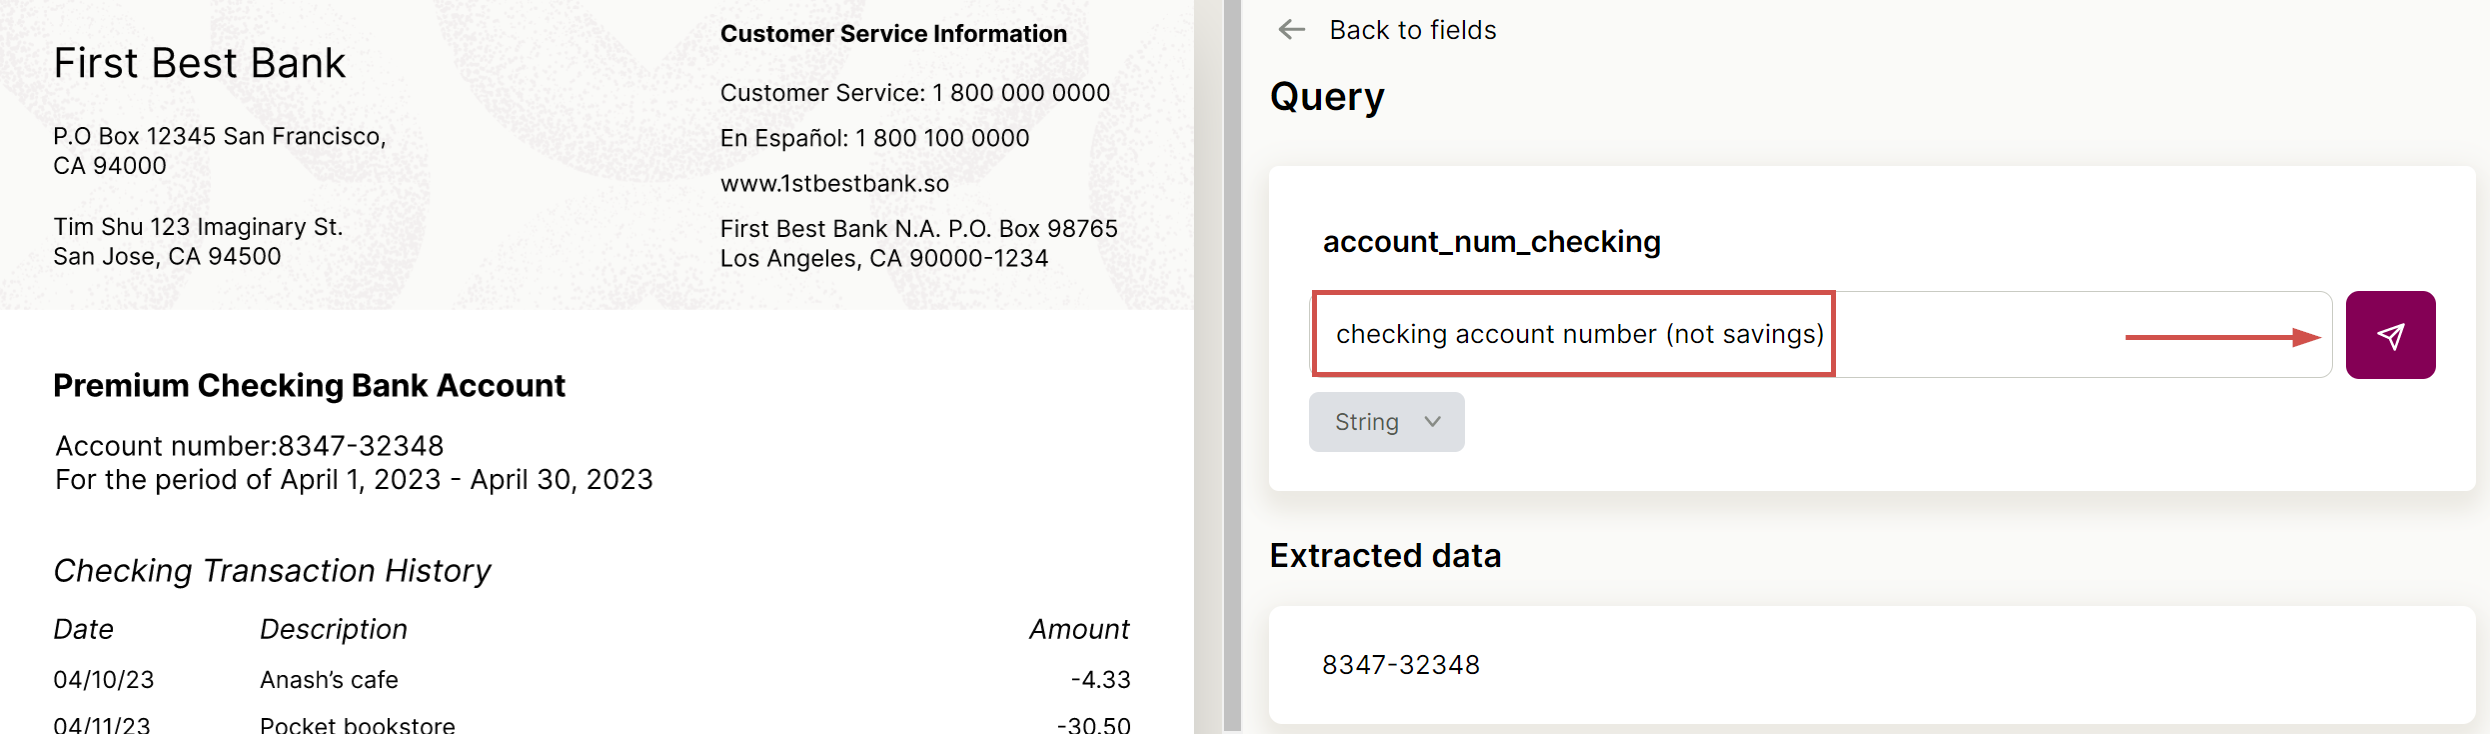 First Best Bank
P.O Box 12345 San Francisco,
CA 94000
Tim Shu 123 Imaginary St.
San Jose, CA 94500
Customer Service Information
Customer Service: 1 800 000 0000
En Español: 1 800 100 0000
www.1stbestbank.so
First Best Bank N.A. P.O. Box 98765
Los Angeles, CA 90000-1234
Premium Checking Bank Account
Account number:8347-32348
For the period of April 1, 2023 - April 30, 2023
Checking Transaction History
Date Description Amount
04/10/23 Anash’s cafe -4.33
04/11/23 Pocket bookstore -30.50
Back to fields
Query
account_num_checking
checking account number (not savings)
String
Extracted data
8347-32348